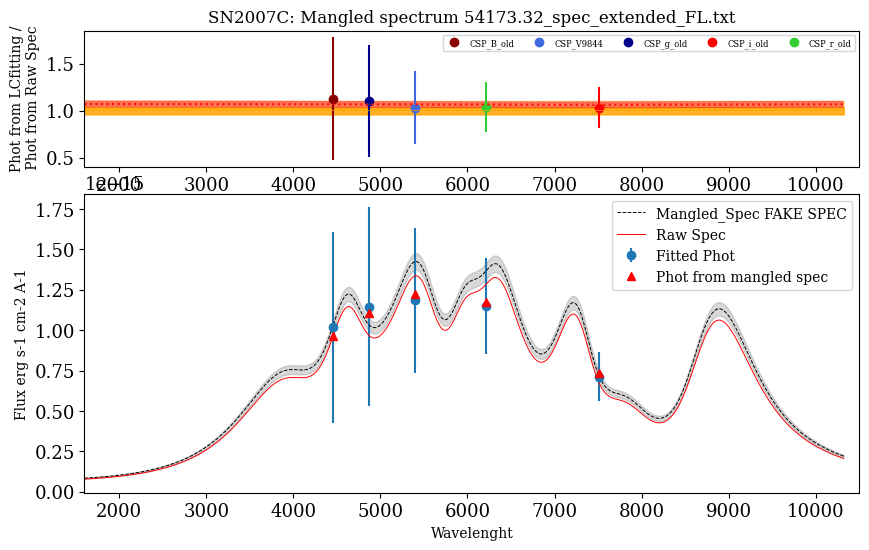 SN2007C: Mangled spectrum 54173.32_spec_extended_FL.txt
Phot from LCfitting /
Phot from Raw Spec
1.5
1.0
0.5
CSP_B_old
CSP_V9844
CSP_g_old
CSP_i_old
CSP_r_old
2000 3000 4000 5000 6000 7000 8000 9000 10000
1e−15
Flux erg s-1 cm-2 A-1
1.75
1.50
1.25
1.00
0.75
0.50
0.25
0.00
Mangled_Spec FAKE SPEC
Raw Spec
Fitted Phot
Phot from mangled spec
2000 3000 4000 5000 6000 7000 8000 9000 10000
Wavelenght